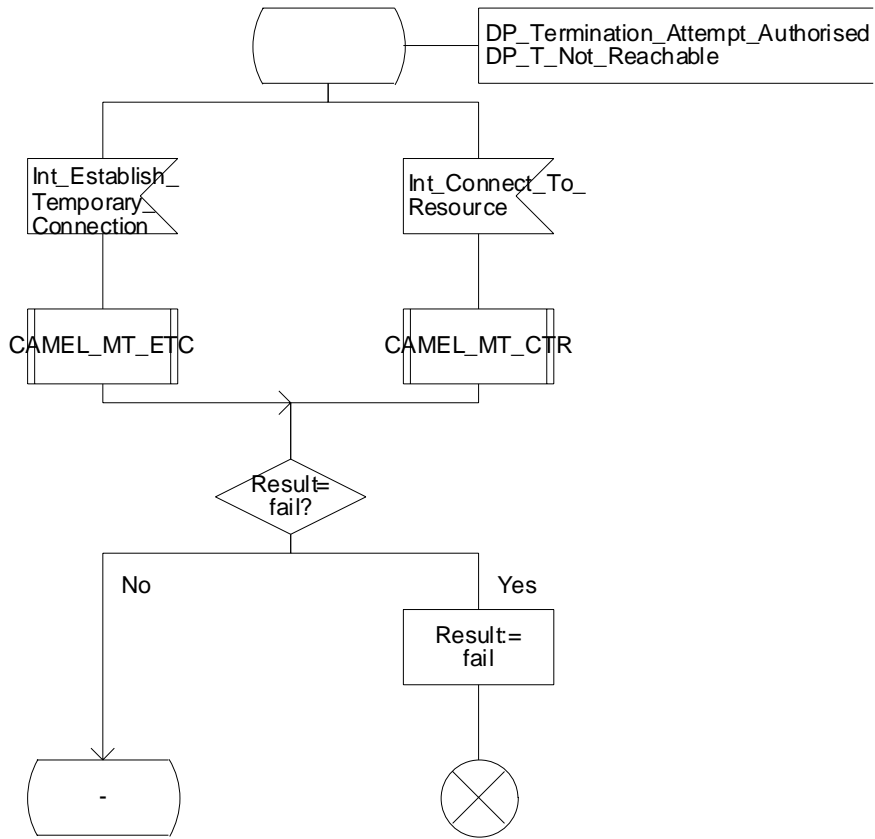 DP_Termination_Attempt_Authorised
DP_T_Not_Reachable
Int_Establish_
Temporary_
Connection
Int_Connect_To_
Resource
CAMEL_MT_ETC
CAMEL_MT_CTR
Result=
fail?
No
Yes
Result:=
fail
-